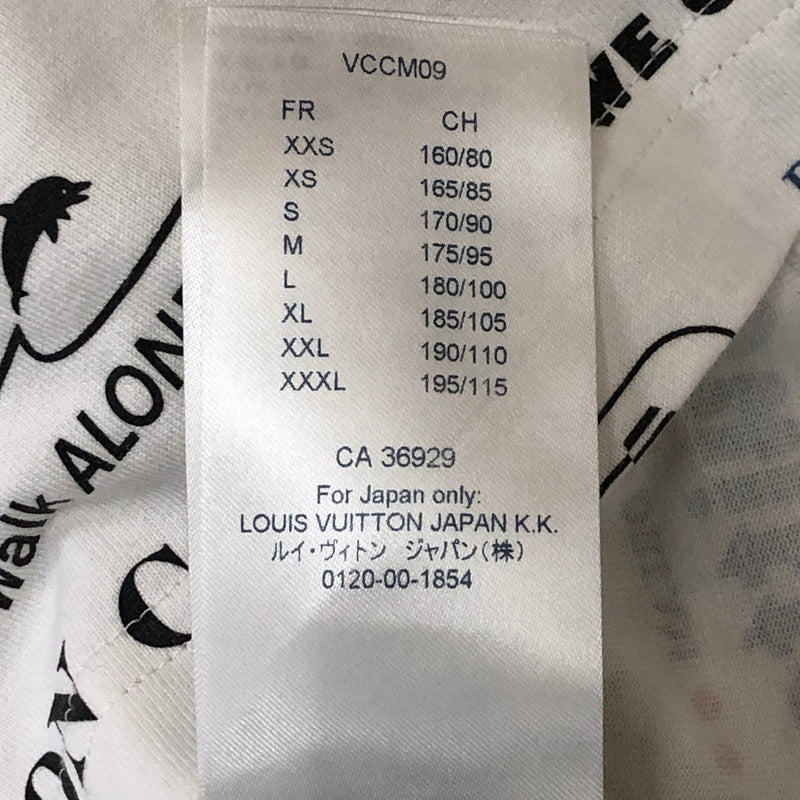 VCCM09
FR CH
XXS 160/80
XS 165/85
S 170/90
M 175/95
L 180/100
XL 185/105
XXL 190/110
XXXL 195/115
CA 36929
For Japan only:
LOUIS VUITTON JAPAN K.K.
ルイ・ヴィトン ジャパン(株)
0120-00-1854
WE
walk ALON